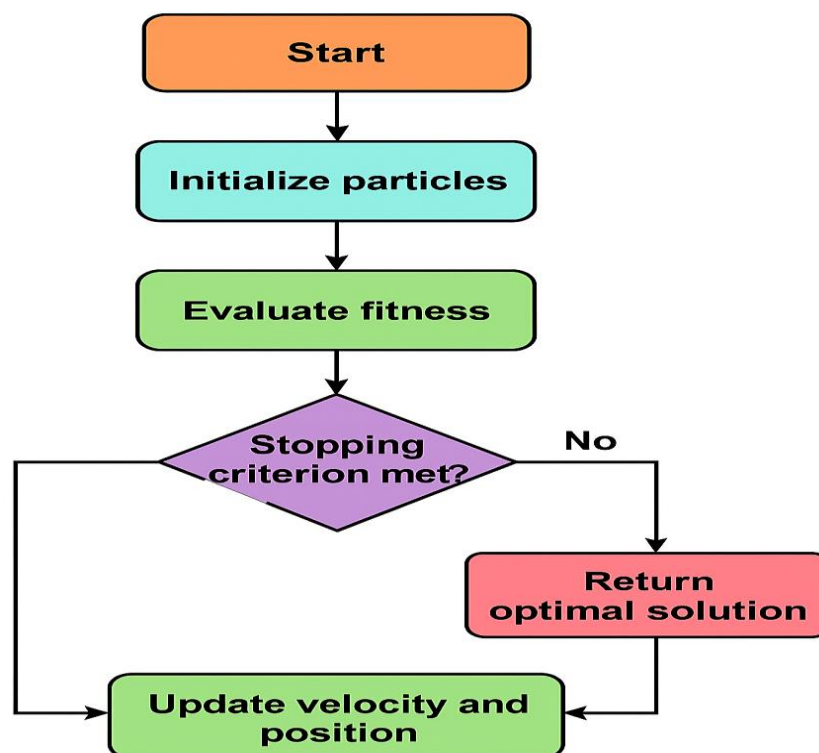 Start
Initialize particles
Evaluate fitness
Stopping
criterion met?
No
Return
optimal solution
Update velocity and
position